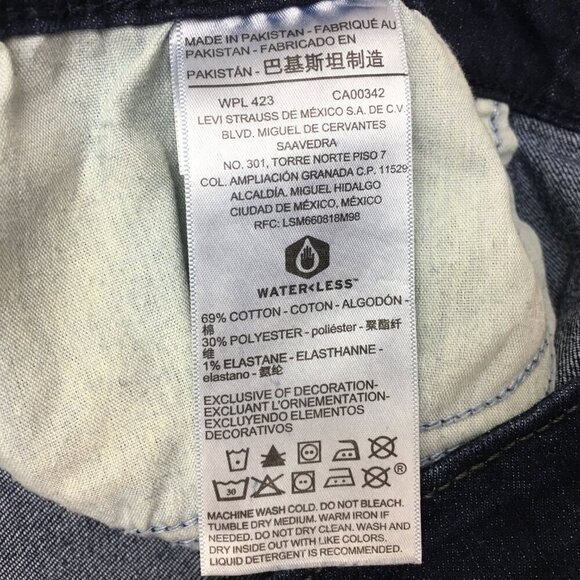 MADE IN PAKISTAN - FABRIQUÉ AU
PAKISTAN - FABRICADO EN
PAKISTÁN - 巴基斯坦制造
WPL 423 CA00342
LEVI STRAUSS DE MÉXICO S.A. DE C.V.
BLVD. MIGUEL DE CERVANTES
SAAVEDRA
NO. 301, TORRE NORTE PISO 7
COL. AMPLIACIÓN GRANADA C.P. 11529
ALCALDÍA. MIGUEL HIDALGO
CIUDAD DE MÉXICO, MÉXICO
RFC: LSM660818M98
WATER<LESS™
69% COTTON - COTON - ALGODÓN -
棉
30% POLYESTER - poliéster - 聚酯纤
维
1% ELASTANE - ELASTHANNE -
elastano - 氨纶
EXCLUSIVE OF DECORATION-
EXCLUANT L'ORNEMENTATION-
EXCLUYENDO ELEMENTOS
DECORATIVOS
30 ®
MACHINE WASH COLD. DO NOT BLEACH.
TUMBLE DRY MEDIUM. WARM IRON IF
NEEDED. DO NOT DRY CLEAN. WASH AND
DRY INSIDE OUT WITH LIKE COLORS.
LIQUID DETERGENT IS RECOMMENDED.